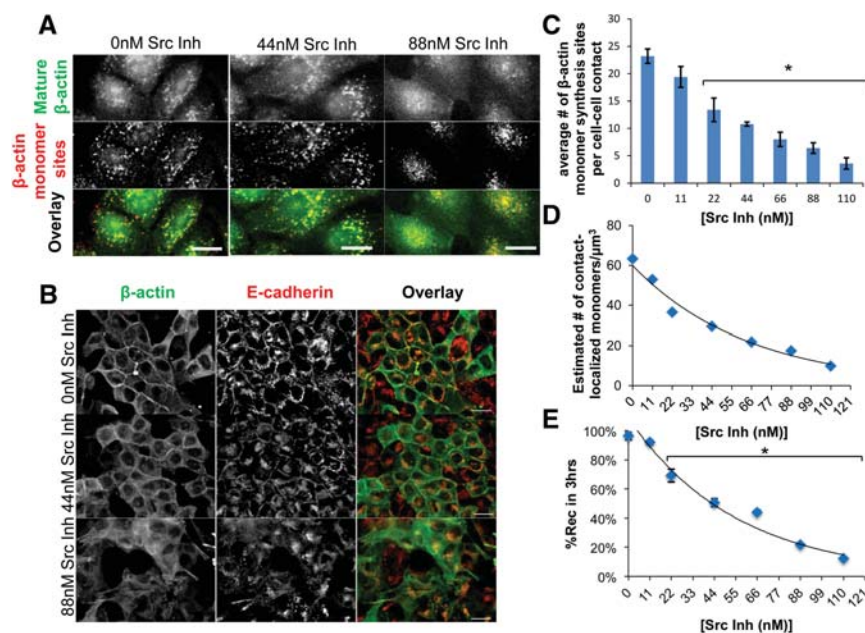 A
0nM Src Inh 44nM Src Inh 88nM Src Inh
Mature
β-actin
β-actin
monomer
sites
Overlay
B
β-actin E-cadherin Overlay
0nM Src Inh
44nM Src Inh
88nM Src Inh
C
average # of β-actin
monomer synthesis sites
per cell-cell contact
30
25
20
15
10
5
0
*
0 11 22 44 66 88 110
[Src Inh (nM)]
D
Estimated # of contact-
localized monomers/μm³
80
60
40
20
0
0 11 22 33 44 55 66 77 88 99 110 121
[Src Inh (nM)]
E
%Rec in 3hrs
100%
80%
60%
40%
20%
0%
*
0 11 22 33 44 55 66 77 88 99 110 121
[Src Inh (nM)]